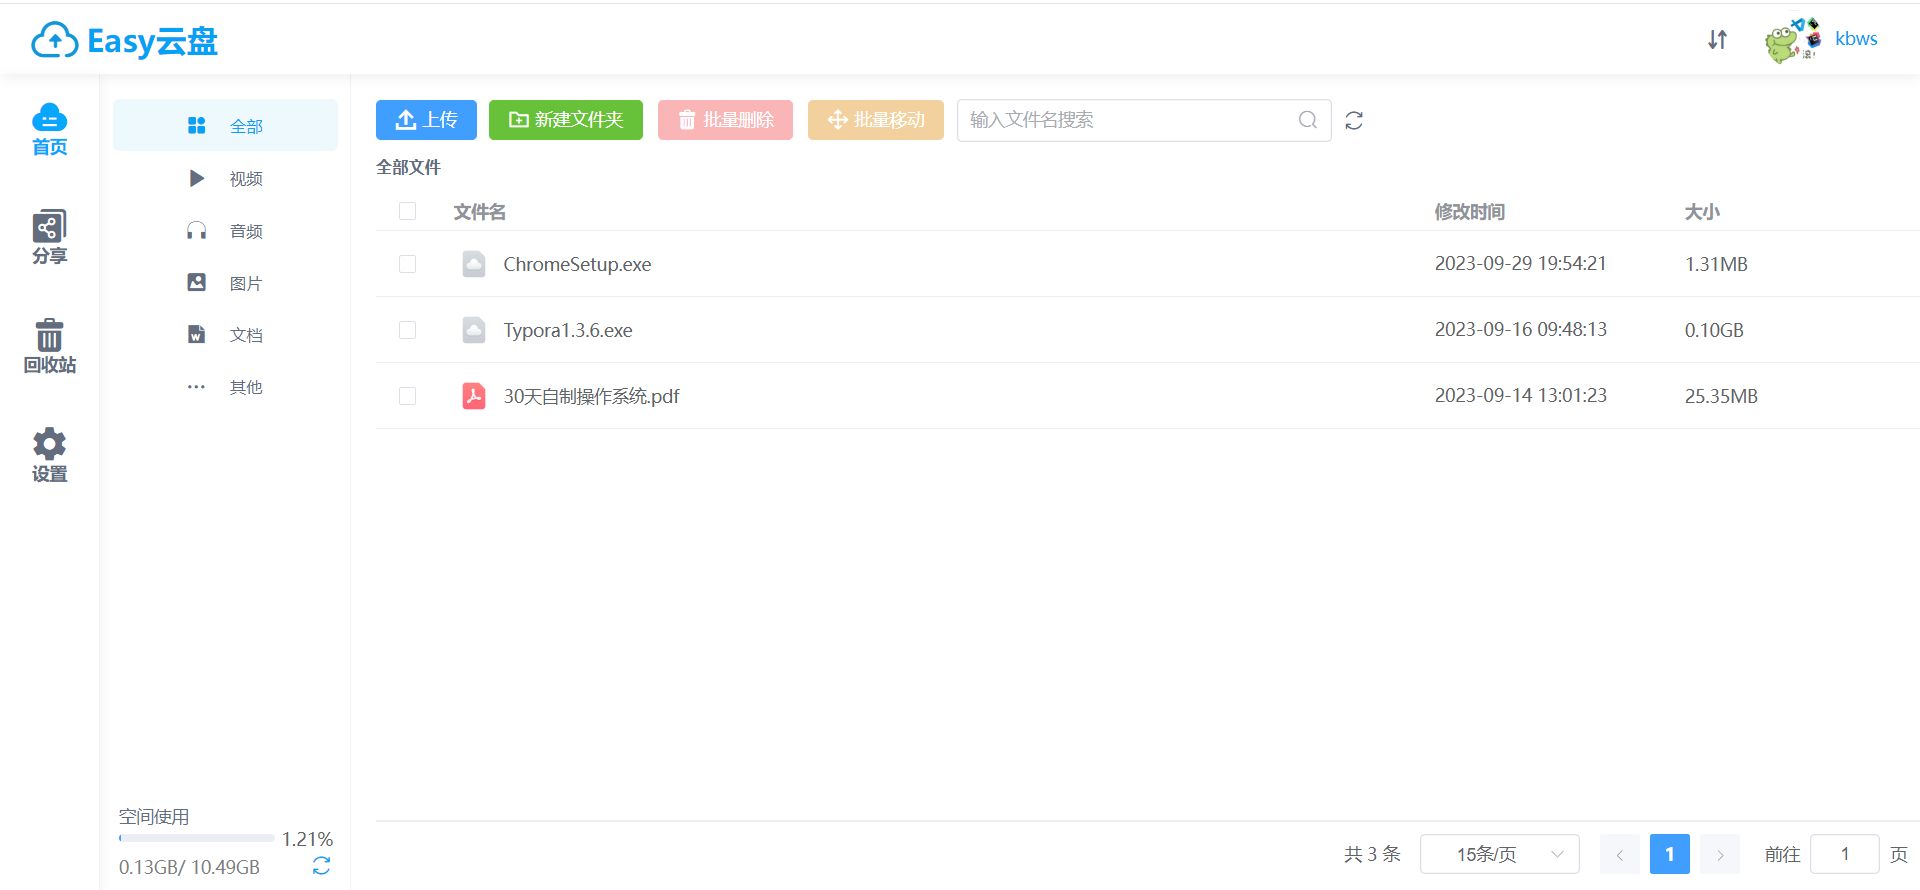 Easy云盘
kbws
首页
分享
回收站
设置
全部
视频
音频
图片
文档
其他
空间使用
1.21%
0.13GB/ 10.49GB
上传 新建文件夹 批量删除 批量移动 输入文件名搜索
全部文件
文件名 修改时间 大小
ChromeSetup.exe 2023-09-29 19:54:21 1.31MB
Typora1.3.6.exe 2023-09-16 09:48:13 0.10GB
30天自制操作系统.pdf 2023-09-14 13:01:23 25.35MB
共 3 条 15条/页 1 前往 1 页